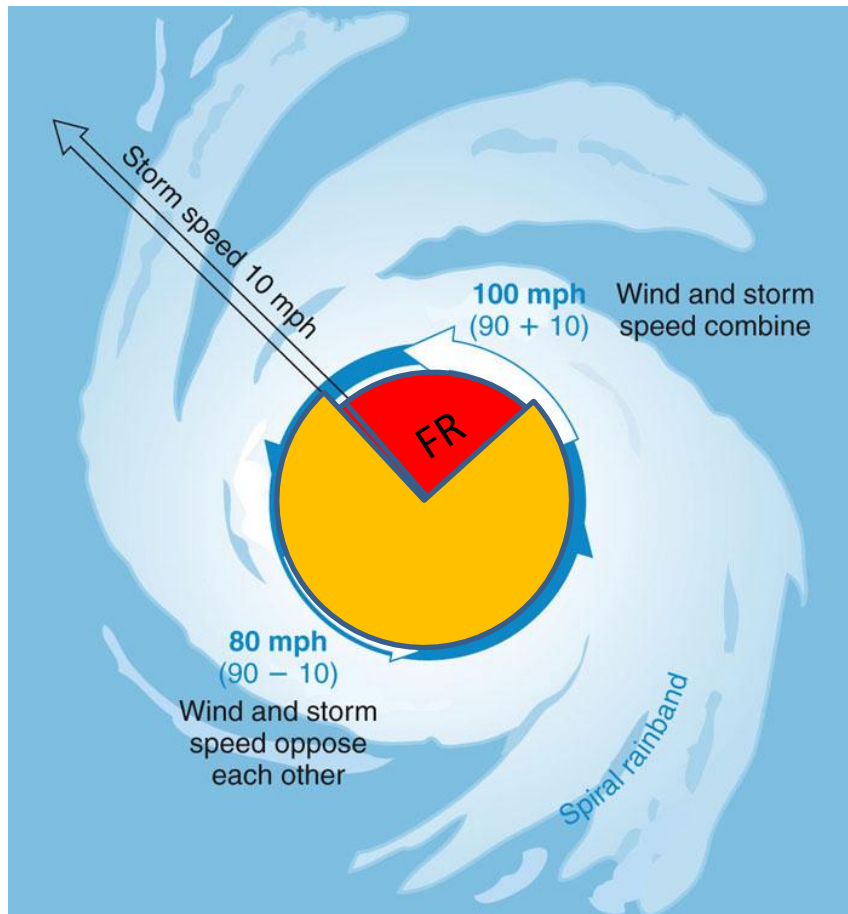 Storm speed 10 mph
100 mph
(90 + 10)
Wind and storm
speed combine
FR
80 mph
(90 − 10)
Wind and storm
speed oppose
each other
Spiral rainband